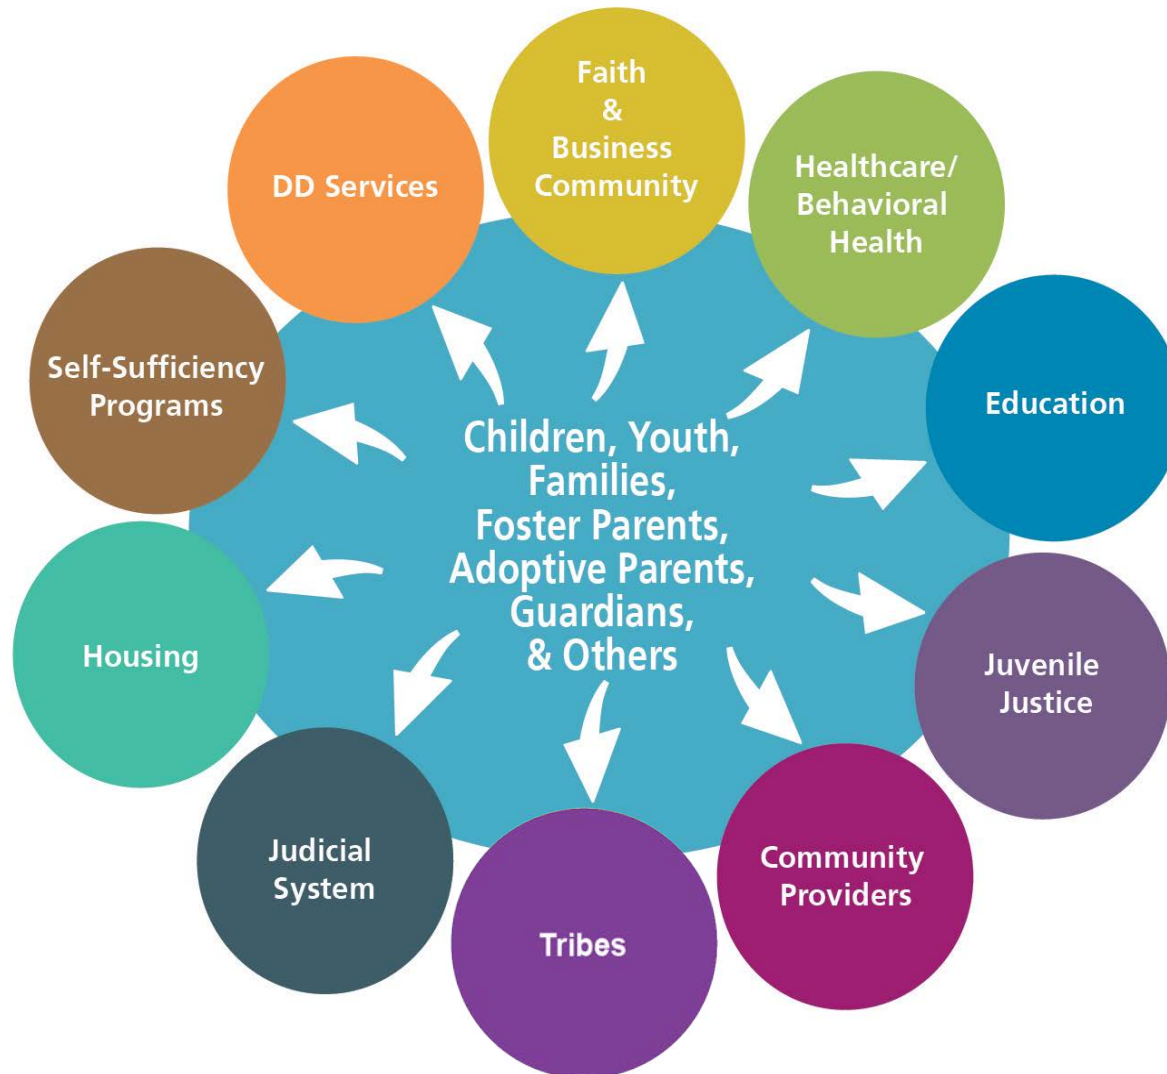 Faith
&
Business
Community
Healthcare/
Behavioral
Health
Education
Juvenile
Justice
Community
Providers
Tribes
Judicial
System
Housing
Self-Sufficiency
Programs
DD Services
Children, Youth,
Families,
Foster Parents,
Adoptive Parents,
Guardians,
& Others